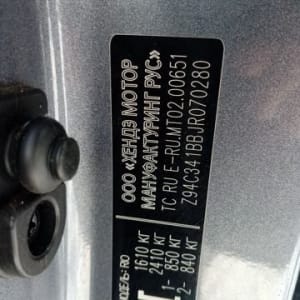 ООО «ХЕНДЭ МОТОР
МАНУФАКТУРИНГ РУС»
TC RU E-RU.MT02.00651
Z94C341BBJR070280
1610 КГ
2410 КГ
1- 850 КГ
2- 840 КГ